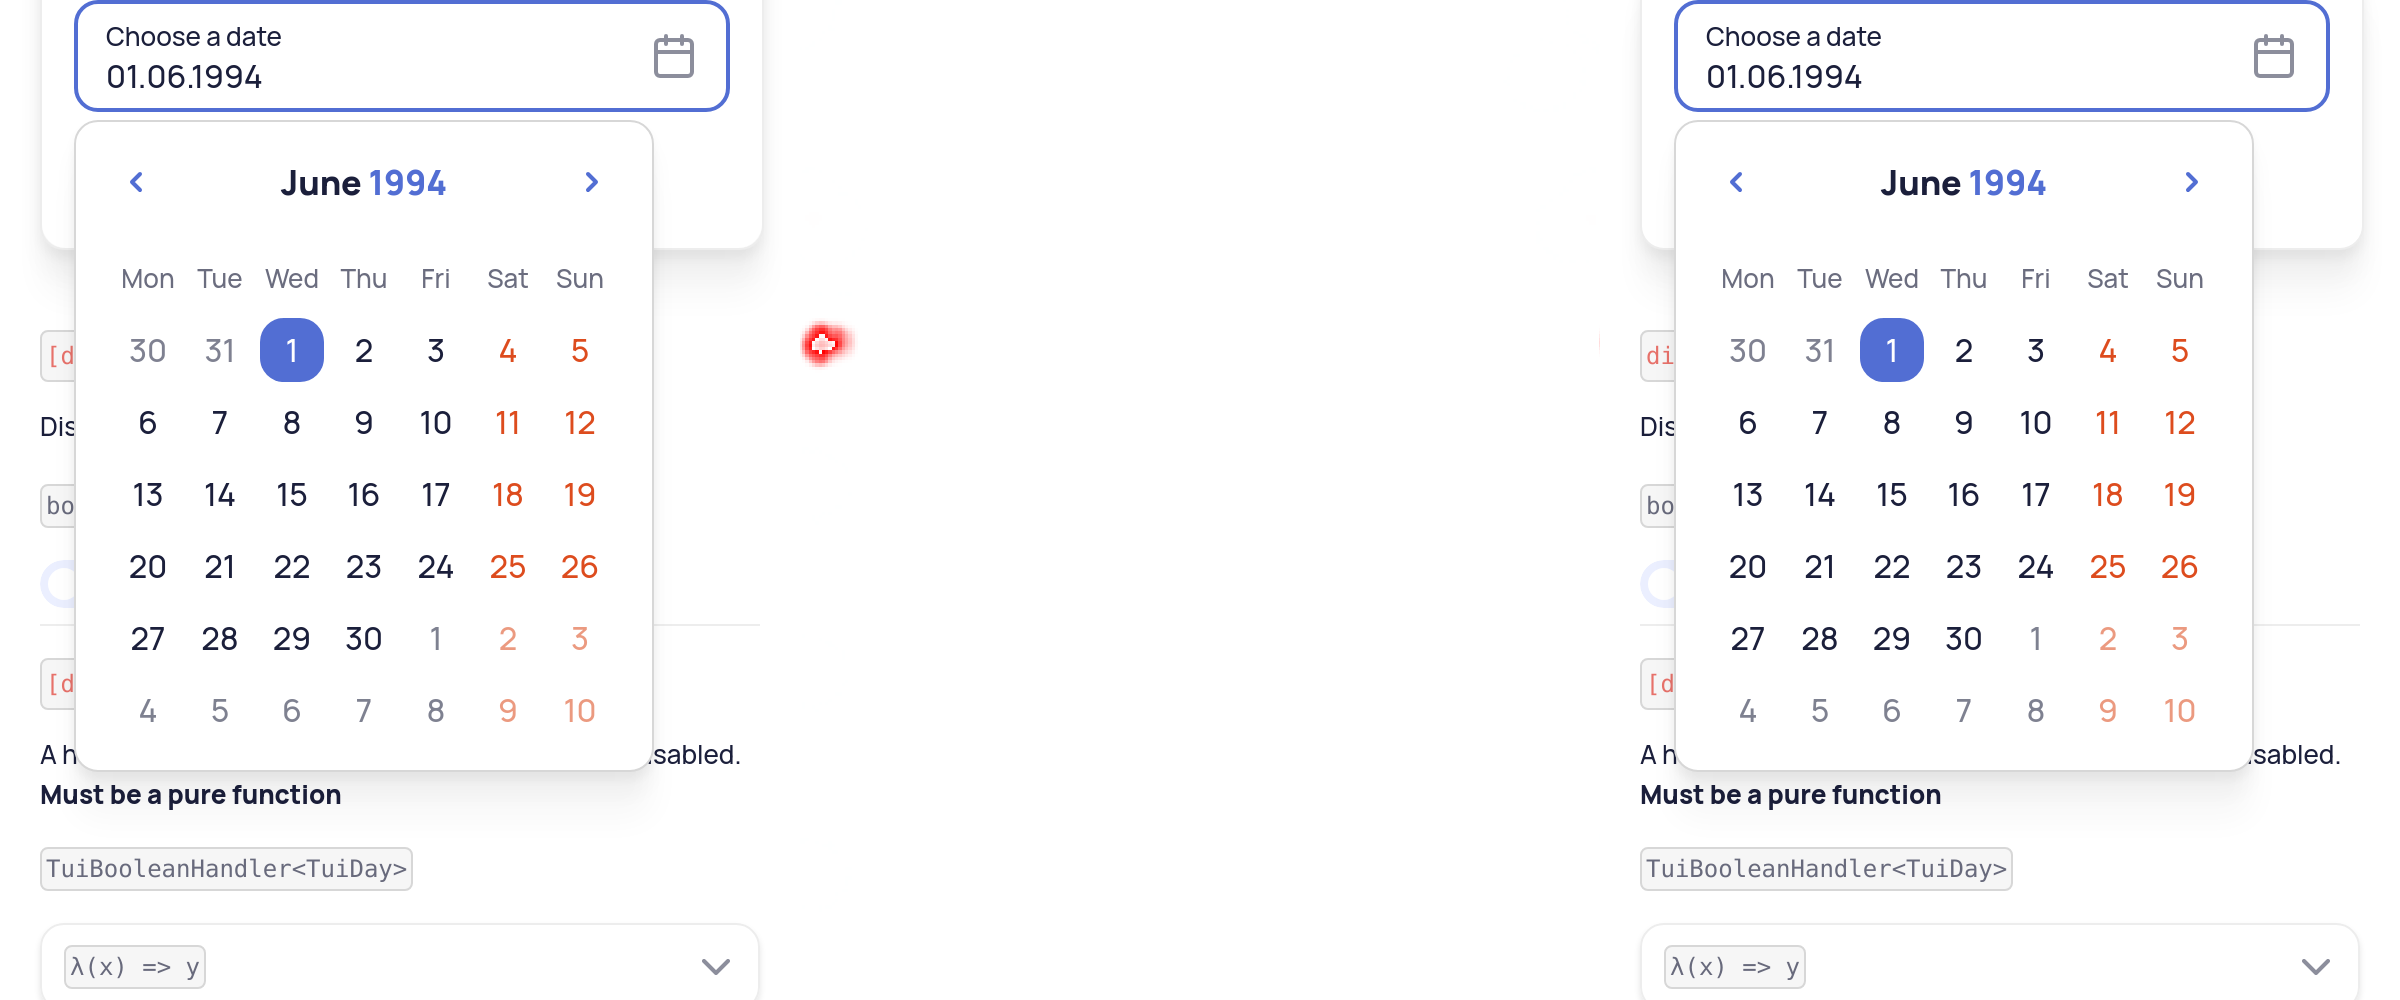 Choose a date
01.06.1994
June 1994
Mon Tue Wed Thu Fri Sat Sun
30 31 1 2 3 4 5
6 7 8 9 10 11 12
13 14 15 16 17 18 19
20 21 22 23 24 25 26
27 28 29 30 1 2 3
4 5 6 7 8 9 10
[d
Dis
bo
[d
A h
sabled.
Must be a pure function
TuiBooleanHandler<TuiDay>
λ(x) => y
Choose a date
01.06.1994
June 1994
Mon Tue Wed Thu Fri Sat Sun
30 31 1 2 3 4 5
6 7 8 9 10 11 12
13 14 15 16 17 18 19
20 21 22 23 24 25 26
27 28 29 30 1 2 3
4 5 6 7 8 9 10
di
Dis
bo
[d
A h
sabled.
Must be a pure function
TuiBooleanHandler<TuiDay>
λ(x) => y